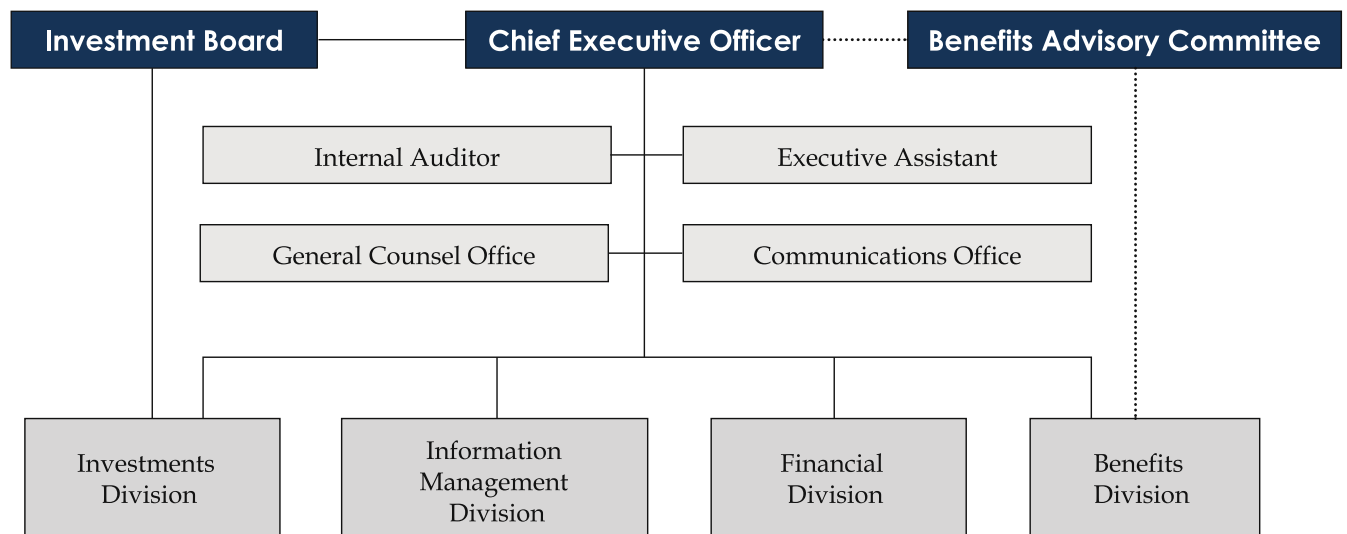 Investment Board
Chief Executive Officer
Benefits Advisory Committee
Internal Auditor
Executive Assistant
General Counsel Office
Communications Office
Investments
Division
Information
Management
Division
Financial
Division
Benefits
Division